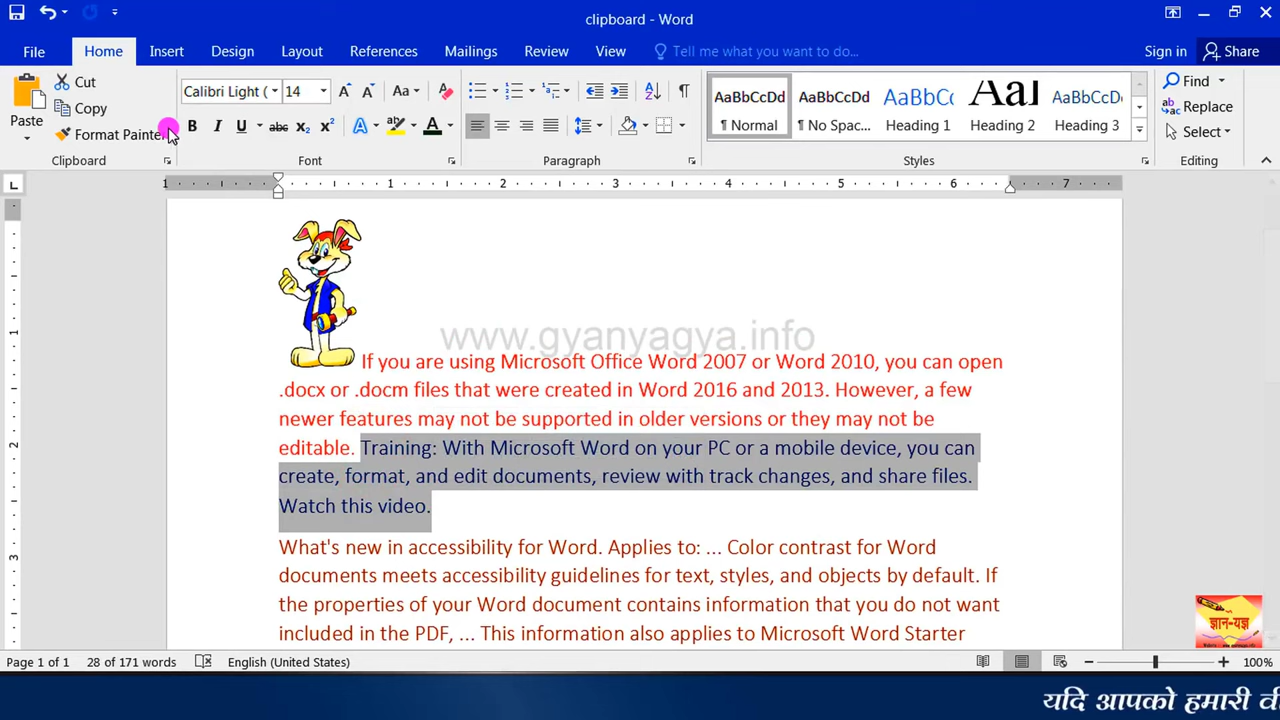 clipboard - Word
File Home Insert Design Layout References Mailings Review View Tell me what you want to do... Sign in Share
Paste Cut Copy Format Painter
Calibri Light ( 14
AaBbCcDd AaBbCcDd AaBbC AaI AaBbCcD
Normal No Spac... Heading 1 Heading 2 Heading 3
Find Replace Select
Clipboard Font Paragraph Styles Editing
1 1 2 3 4 5 6 7
www.gyanyagya.info
If you are using Microsoft Office Word 2007 or Word 2010, you can open
.docx or .docm files that were created in Word 2016 and 2013. However, a few
newer features may not be supported in older versions or they may not be
editable. Training: With Microsoft Word on your PC or a mobile device, you can
create, format, and edit documents, review with track changes, and share files.
Watch this video.
What's new in accessibility for Word. Applies to: ... Color contrast for Word
documents meets accessibility guidelines for text, styles, and objects by default. If
the properties of your Word document contains information that you do not want
included in the PDF, ... This information also applies to Microsoft Word Starter
ज्ञान-यज्ञ
Page 1 of 1 28 of 171 words English (United States) 100%
यदि आपको हमारी